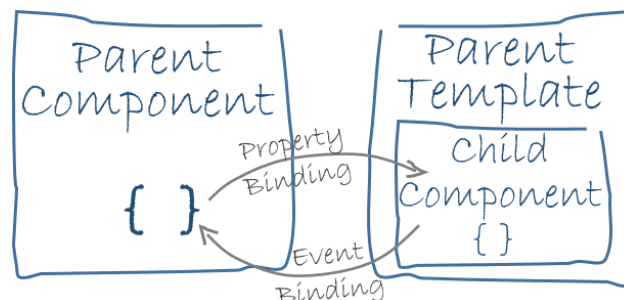 Parent
Component
{ }
Property
Binding
Event
Binding
Parent
Template
Child
Component
{ }